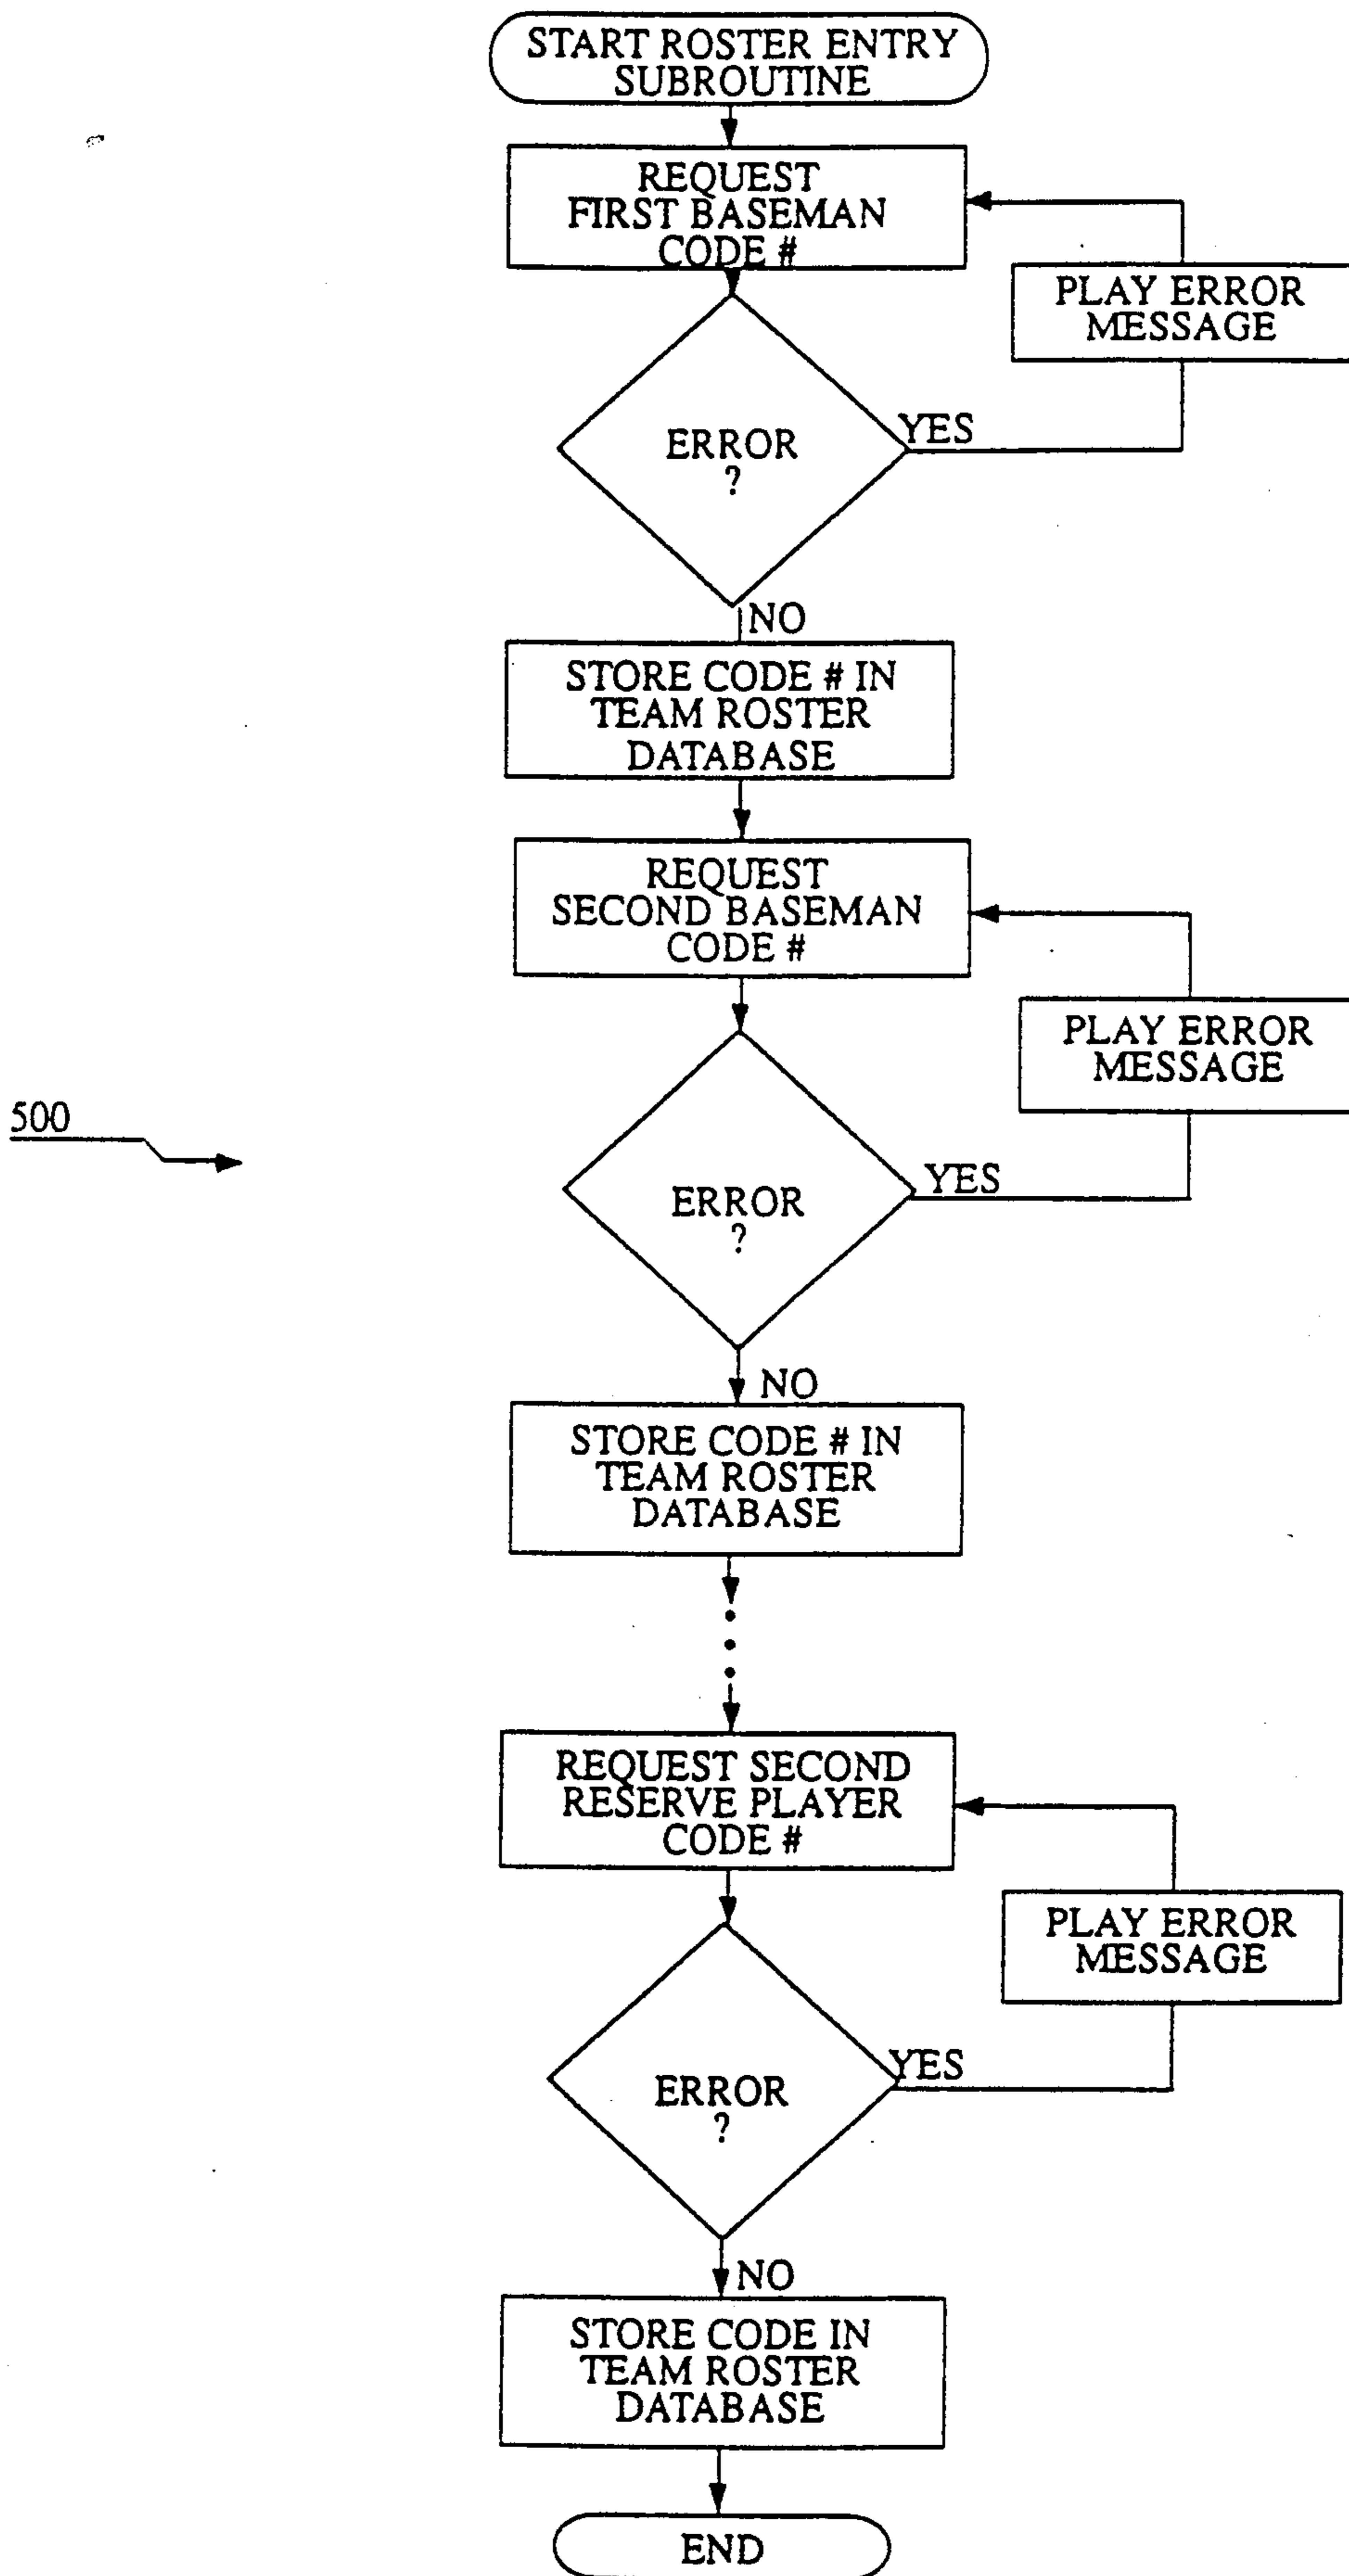 START ROSTER ENTRY
SUBROUTINE
REQUEST
FIRST BASEMAN
CODE #
PLAY ERROR
MESSAGE
ERROR
?
YES
NO
STORE CODE # IN
TEAM ROSTER
DATABASE
REQUEST
SECOND BASEMAN
CODE #
PLAY ERROR
MESSAGE
500
ERROR
?
YES
NO
STORE CODE # IN
TEAM ROSTER
DATABASE
REQUEST SECOND
RESERVE PLAYER
CODE #
PLAY ERROR
MESSAGE
ERROR
?
YES
NO
STORE CODE IN
TEAM ROSTER
DATABASE
END